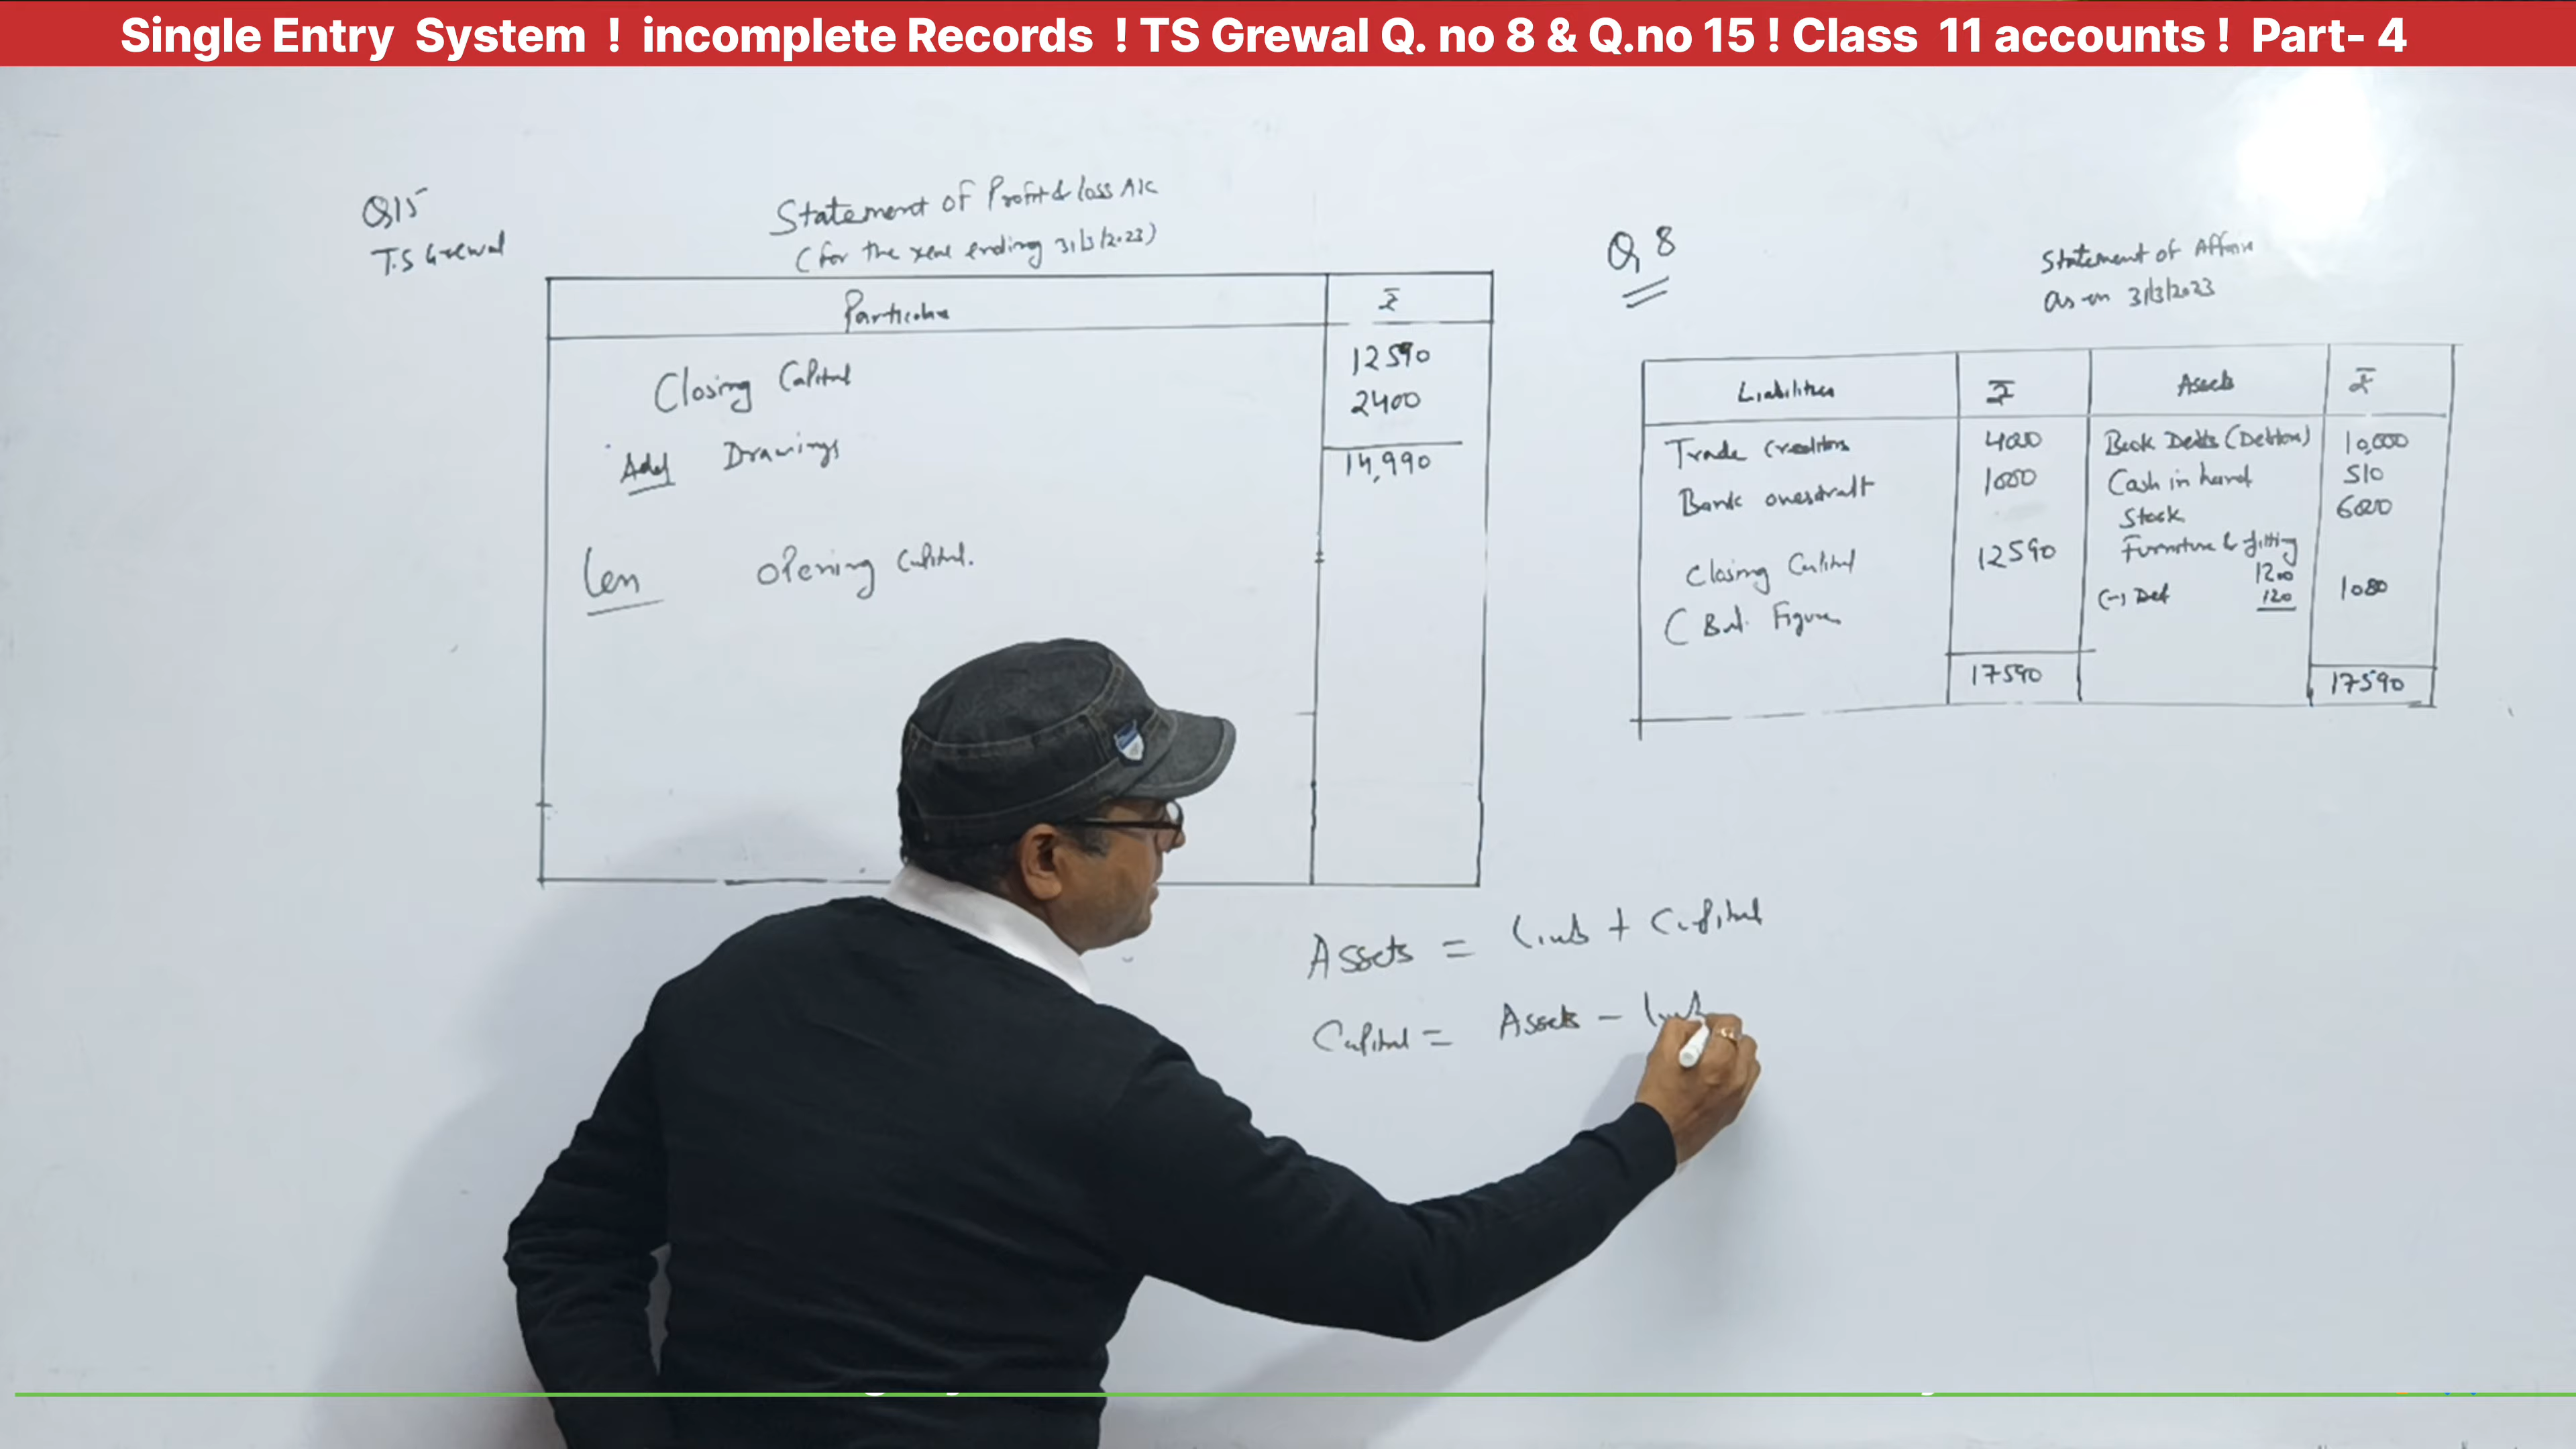 Single Entry System ! incomplete Records ! TS Grewal Q. no 8 & Q.no 15 ! Class 11 accounts ! Part- 4
Q15
T.S Grewal
Statement of Profit & loss A/c
(for the year ending 31/3/2023)
Particulars ₹
Closing Capital 12590
Add Drawings 2400
14,990
Less Opening Capital.
Q 8
Statement of Affairs
As on 31/3/2023
Liabilities ₹ Assets ₹
Trade Creditors 4000 Book Debts (Debtors) 10,000
Bank overdraft 1000 Cash in hand 510
Stock 6000
Closing Capital 12590 Furniture & fitting
1200
(-) Def 120 1080
( Bal. Figure
17590 17590
Assets = Liab + Capital
Capital = Assets - Liab